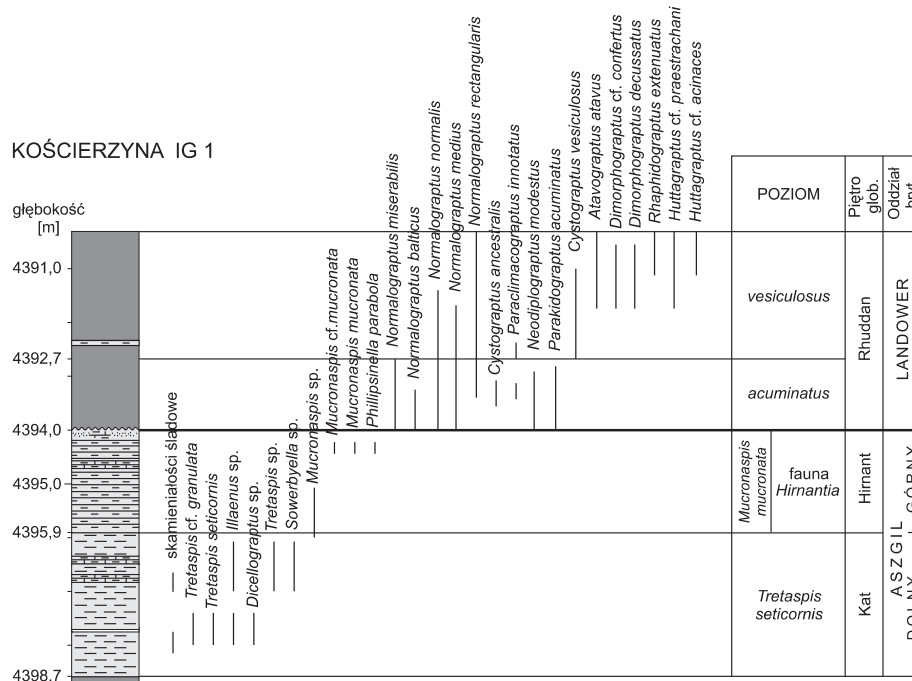 KOŚCIERZYNA IG 1
głębokość
[m]
4391,0
4392,7
4394,0
4395,0
4395,9
4398.7
skamieniałości śladowe
Tretaspis cf. granulata
Tretaspis seticornis
Illaenus sp.
Dicellograptus sp.
Tretaspis sp.
Sowerbyella sp.
Mucronaspis sp.
Mucronaspis cf.mucronata
Mucronaspis mucronata
Phillipsinella parabola
Normalograptus miserabilis
Normalograptus balticus
Normalograptus normalis
Normalograptus medius
Normalograptus rectangularis
Cystograptus ancestralis
Paraclimacograptus innotatus
Neodiplograptus modestus
Parakidograptus acuminatus
Cystograptus vesiculosus
Atavograptus atavus
Dimorphograptus cf. confertus
Dimorphograptus decussatus
Rhaphidograptus extenuatus
Huttagraptus cf. praestrachani
Huttagraptus cf. acinaces
POZIOM
Piętro
glob.
Oddział
vesiculosus
acuminatus
Rhuddan
LANDOWER
Mucronaspis
mucronata
fauna
Hirnantia
Hirnant
Tretaspis
seticornis
Kat
ASZGIL
GÓRNY